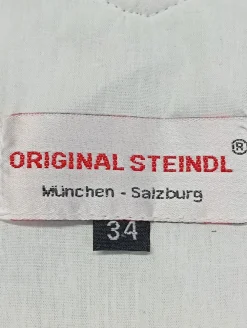 ORIGINAL STEINDL®
München - Salzburg
34